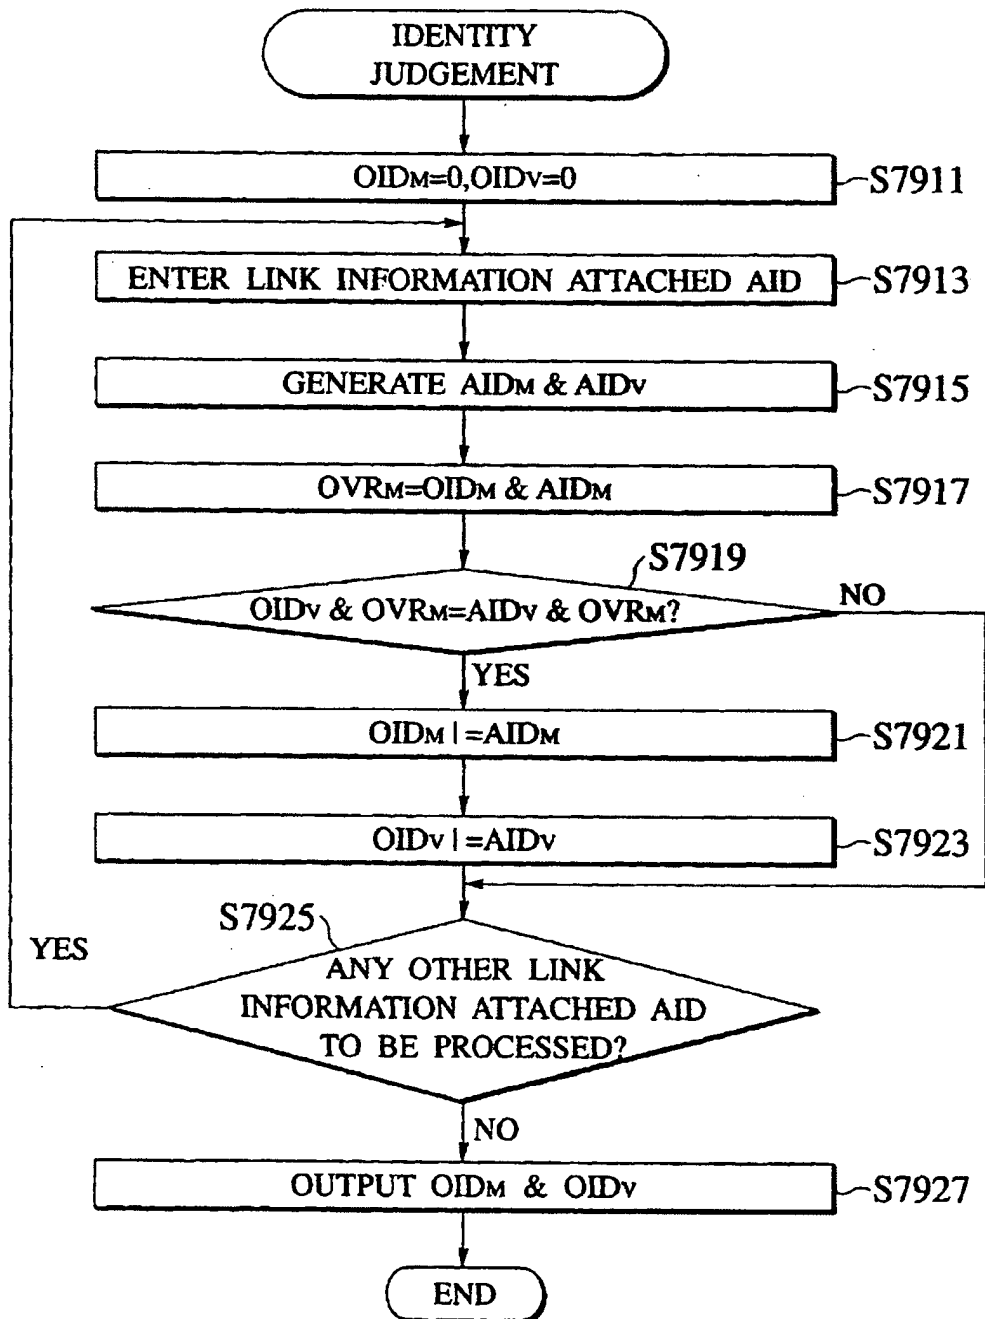 IDENTITY
JUDGEMENT
OIDM=0,OIDV=0
S7911
ENTER LINK INFORMATION ATTACHED AID
S7913
GENERATE AIDM & AIDV
S7915
OVRM=OIDM & AIDM
S7917
S7919
OIDV & OVRM=AIDV & OVRM?
NO
YES
OIDM |=AIDM
S7921
OIDV |=AIDV
S7923
S7925
YES
ANY OTHER LINK
INFORMATION ATTACHED AID
TO BE PROCESSED?
NO
OUTPUT OIDM & OIDV
S7927
END